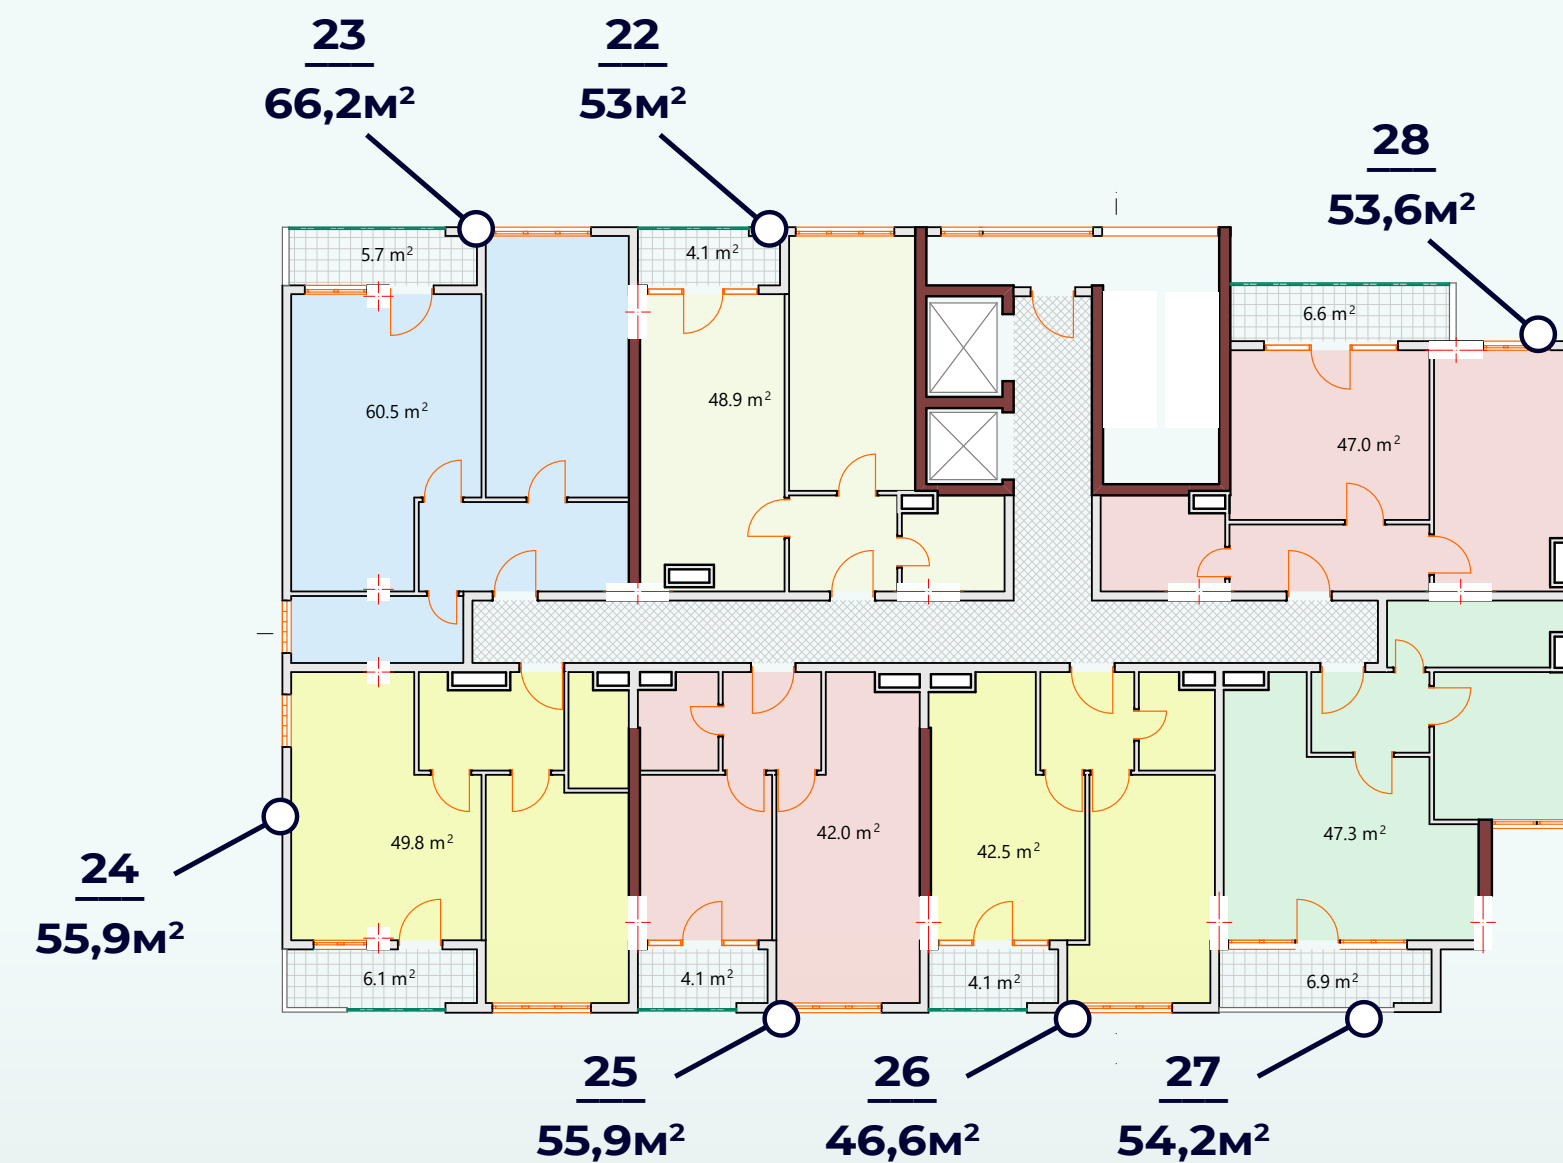 23
66,2м²
22
53м²
28
53,6м²
5.7 m²
4.1 m²
6.6 m²
60.5 m²
48.9 m²
47.0 m²
49.8 m²
42.0 m²
42.5 m²
47.3 m²
24
55,9м²
6.1 m²
4.1 m²
4.1 m²
6.9 m²
25
55,9м²
26
46,6м²
27
54,2м²